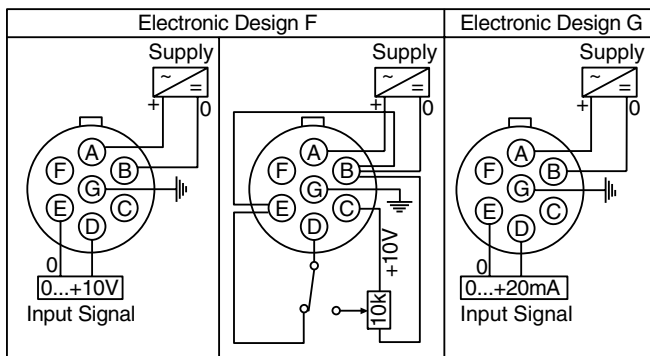 Electronic Design F
Electronic Design G
Supply
~
=
+
0
A
B
F
G
E
C
D
0
0...+10V
Input Signal
Supply
~
=
+
0
A
B
F
G
E
C
D
+10V
10k
Supply
~
=
+
0
A
B
F
G
E
C
D
0
0...+20mA
Input Signal